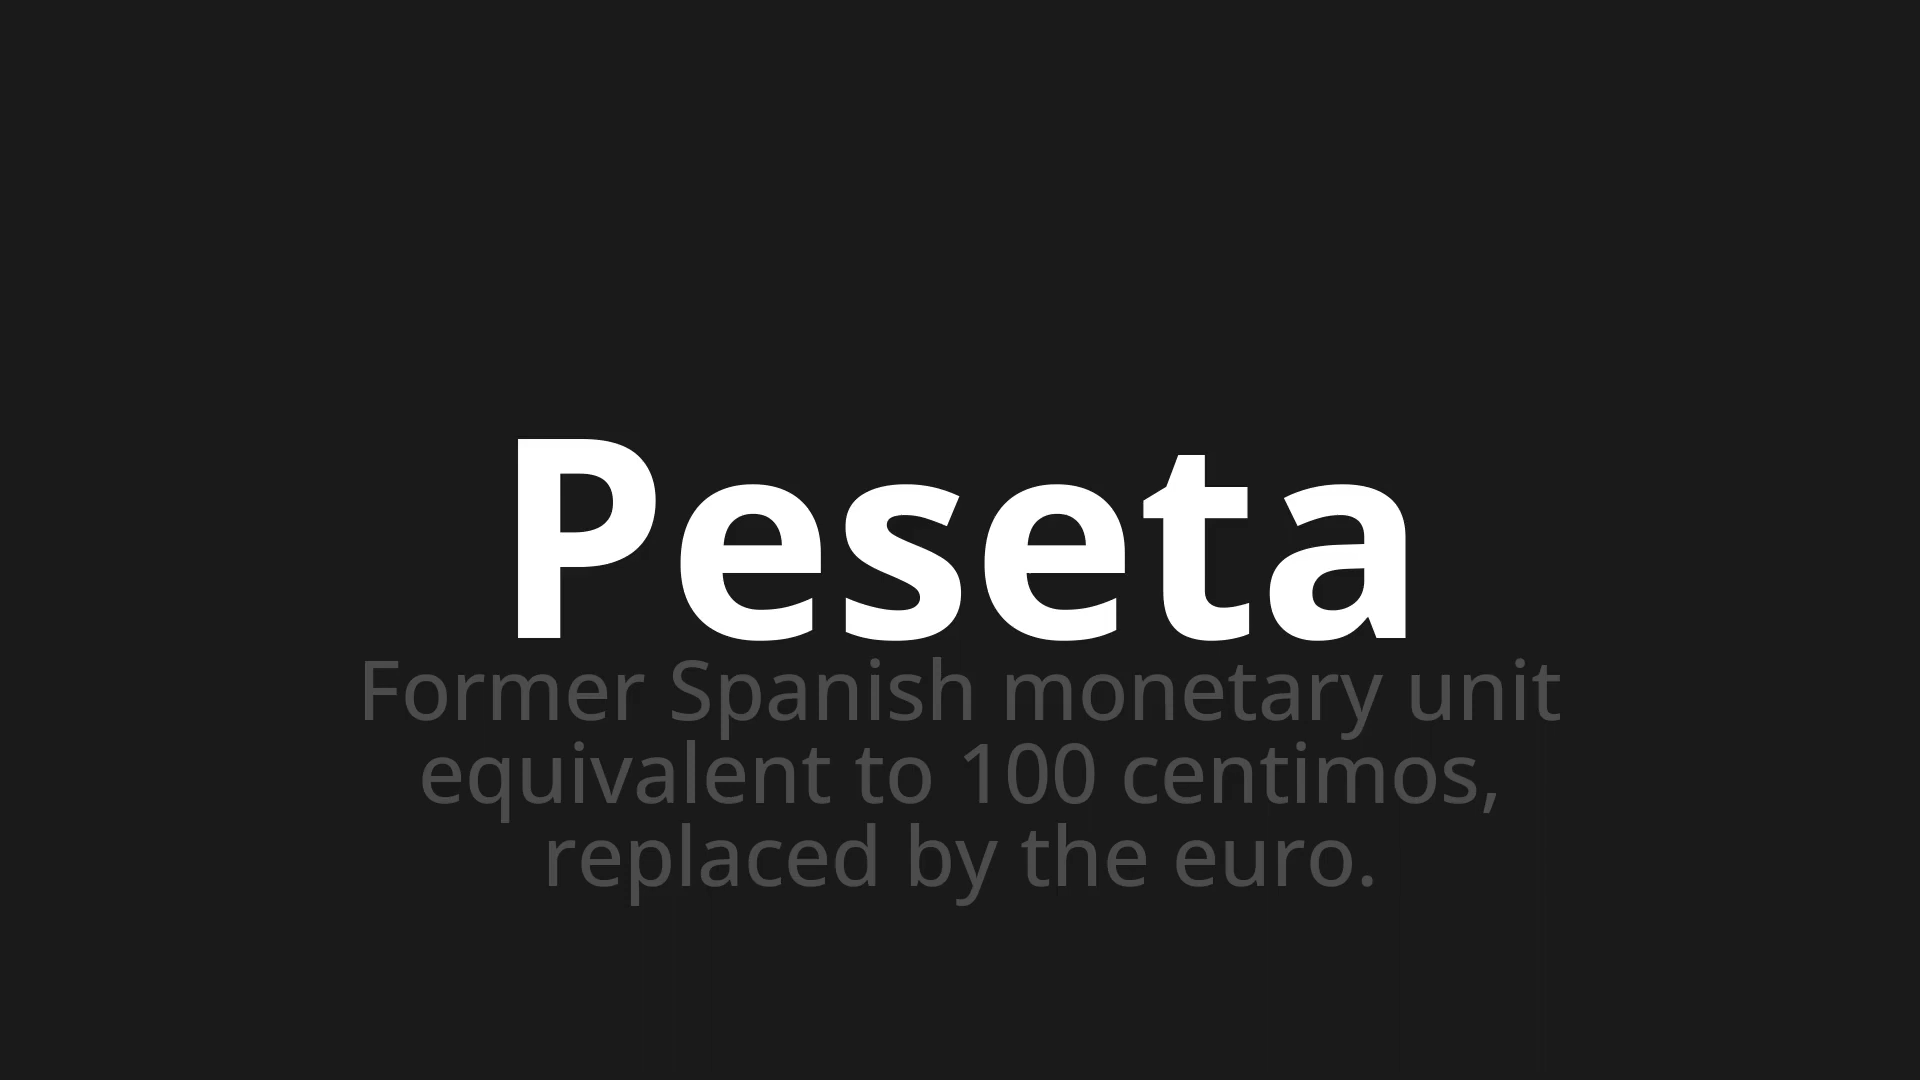 Peseta
Former Spanish monetary unit
equivalent to 100 centimos,
replaced by the euro.